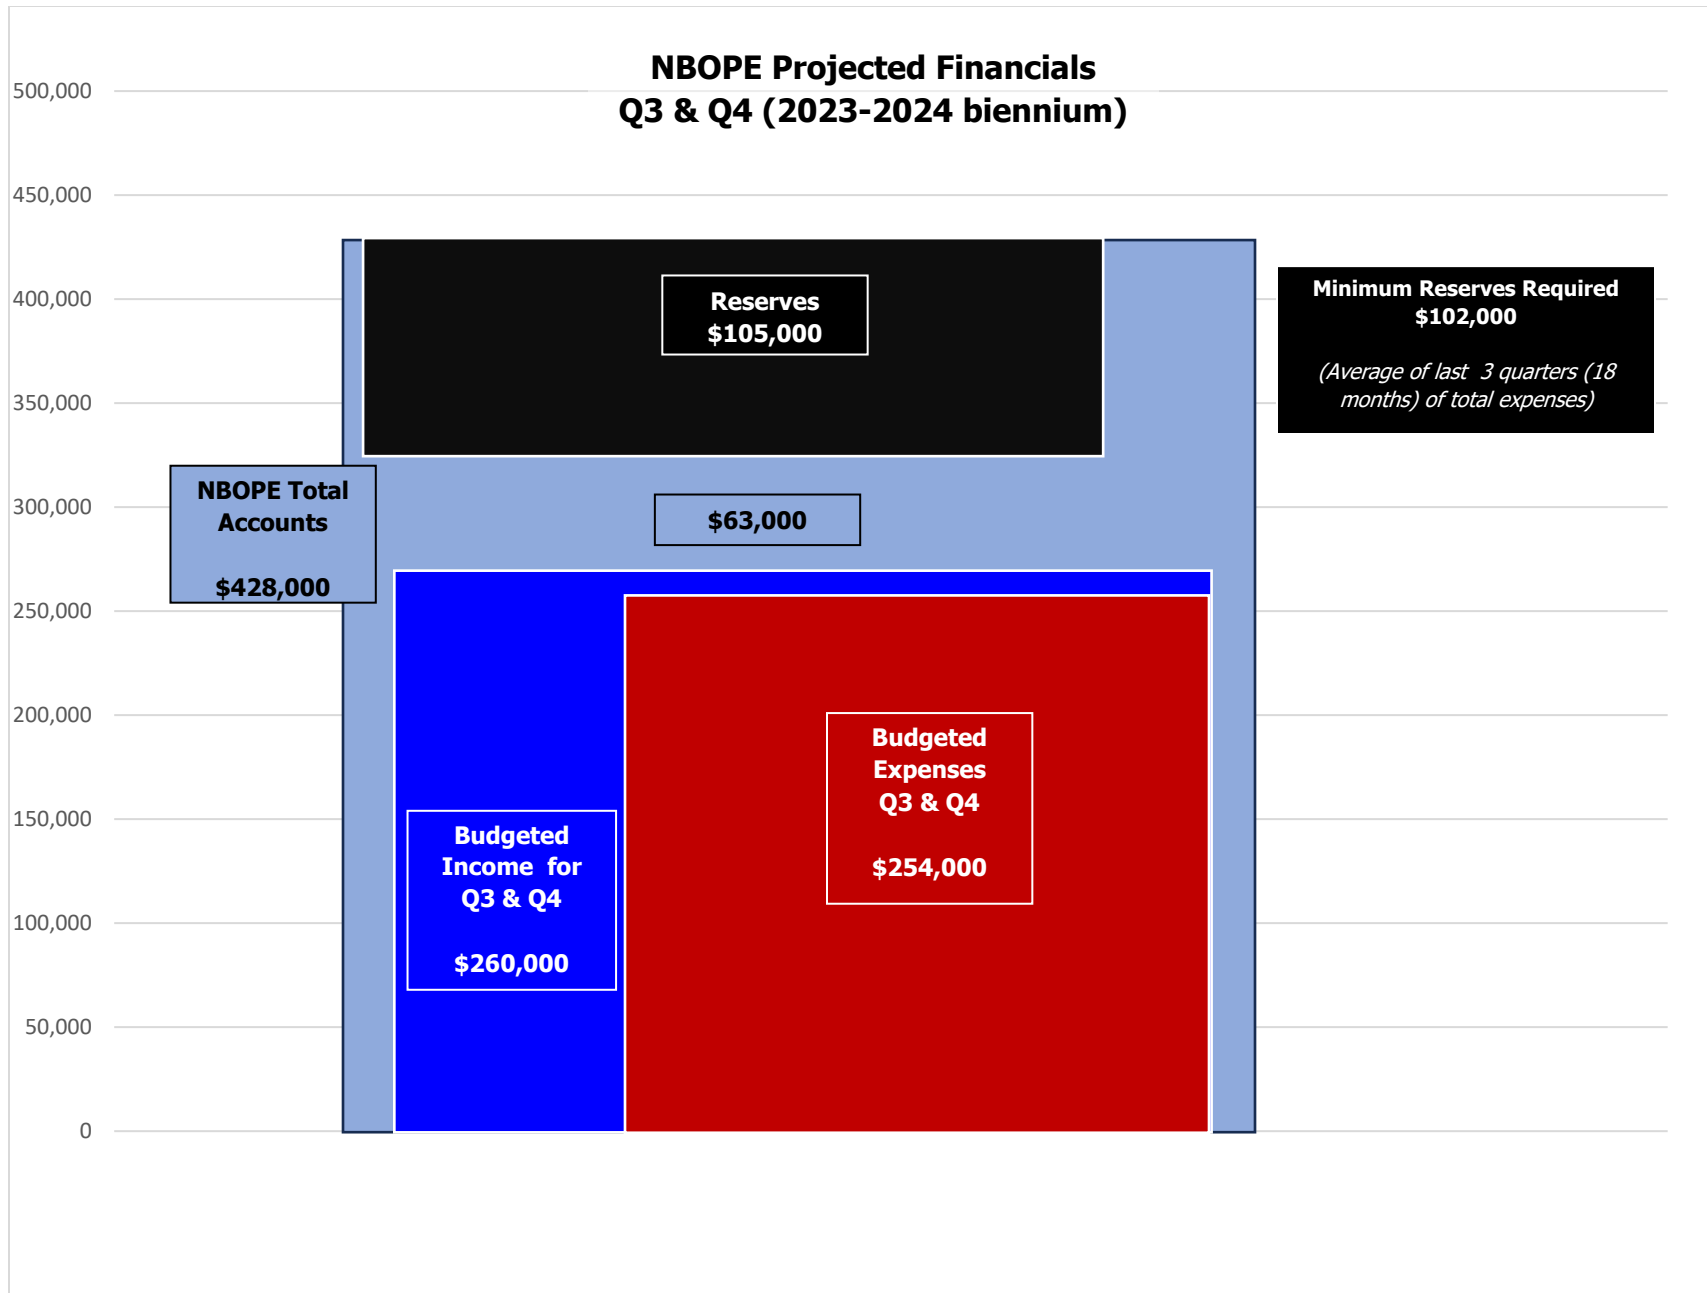 NBOPE Projected Financials
Q3 & Q4 (2023-2024 biennium)
500,000
450,000
400,000
350,000
300,000
250,000
200,000
150,000
100,000
50,000
0
Reserves
$105,000
Minimum Reserves Required
$102,000
(Average of last 3 quarters (18
months) of total expenses)
NBOPE Total
Accounts
$428,000
$63,000
Budgeted
Expenses
Q3 & Q4
$254,000
Budgeted
Income for
Q3 & Q4
$260,000